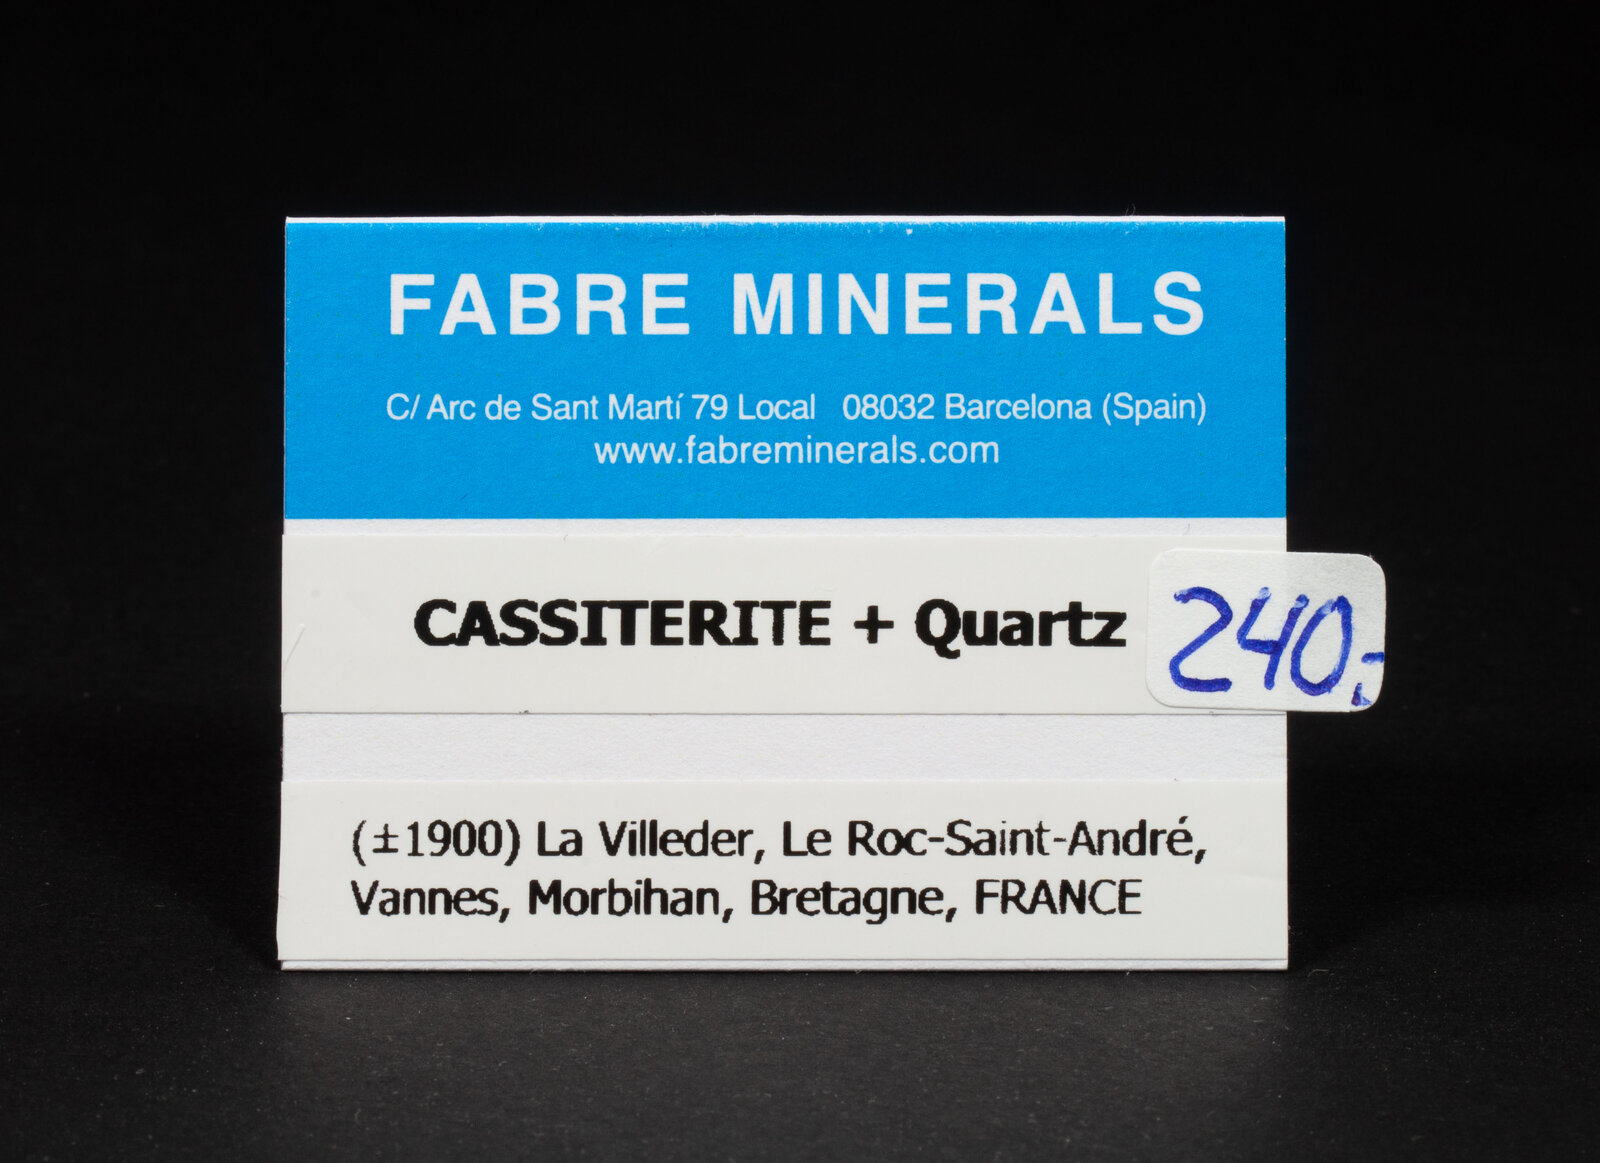 FABRE MINERALS
C/ Arc de Sant Martí 79 Local 08032 Barcelona (Spain)
www.fabreminerals.com
CASSITERITE + Quartz
240.-
(±1900) La Villeder, Le Roc-Saint-André,
Vannes, Morbihan, Bretagne, FRANCE